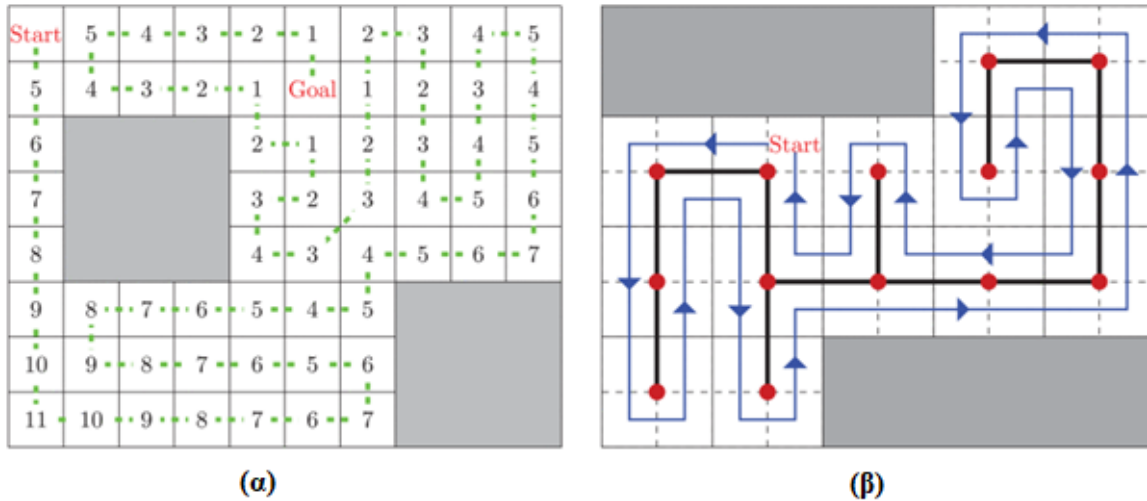 Start 5 4 3 2 1 2 3 4 5
5 4 3 2 1 Goal 1 2 3 4
6 2 1 2 3 4 5
7 3 2 3 4 5 6
8 4 3 4 5 6 7
9 8 7 6 5 4 5
10 9 8 7 6 5 6
11 10 9 8 7 6 7
Start
(α) (β)